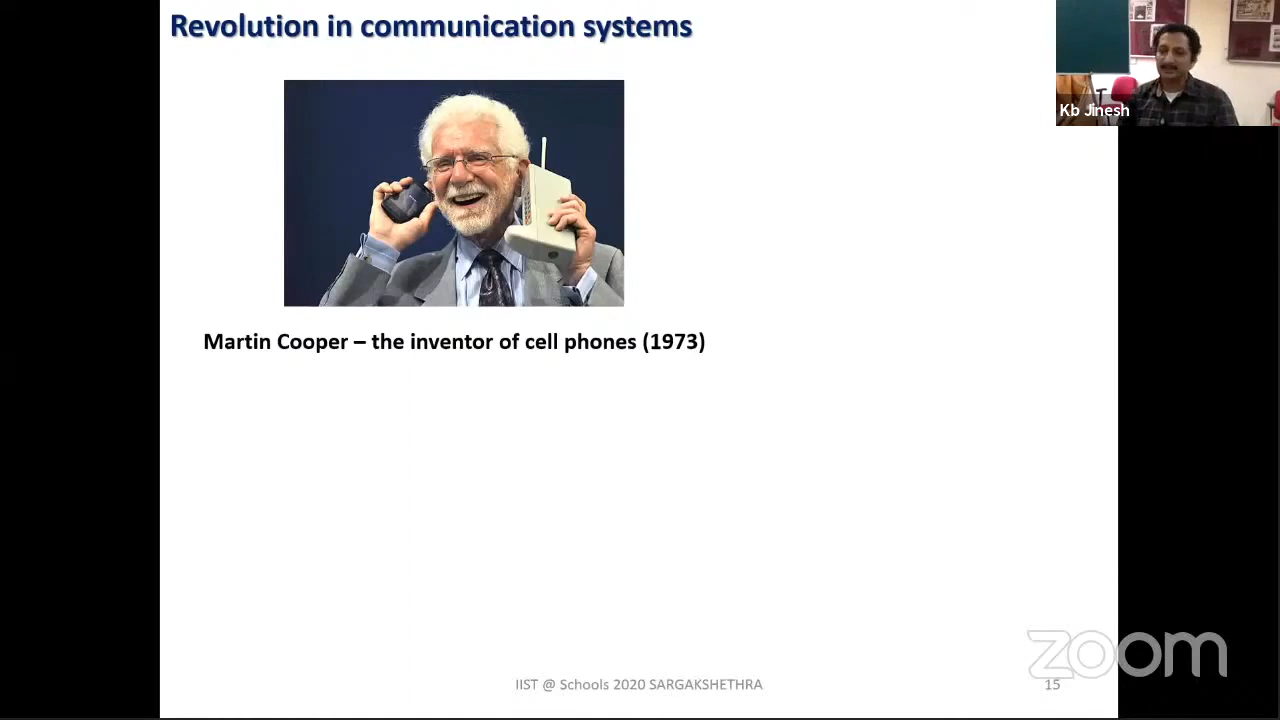 Revolution in communication systems
Kb Jinesh
Martin Cooper – the inventor of cell phones (1973)
zoom
IIST @ Schools 2020 SARGAKSHETHRA
15